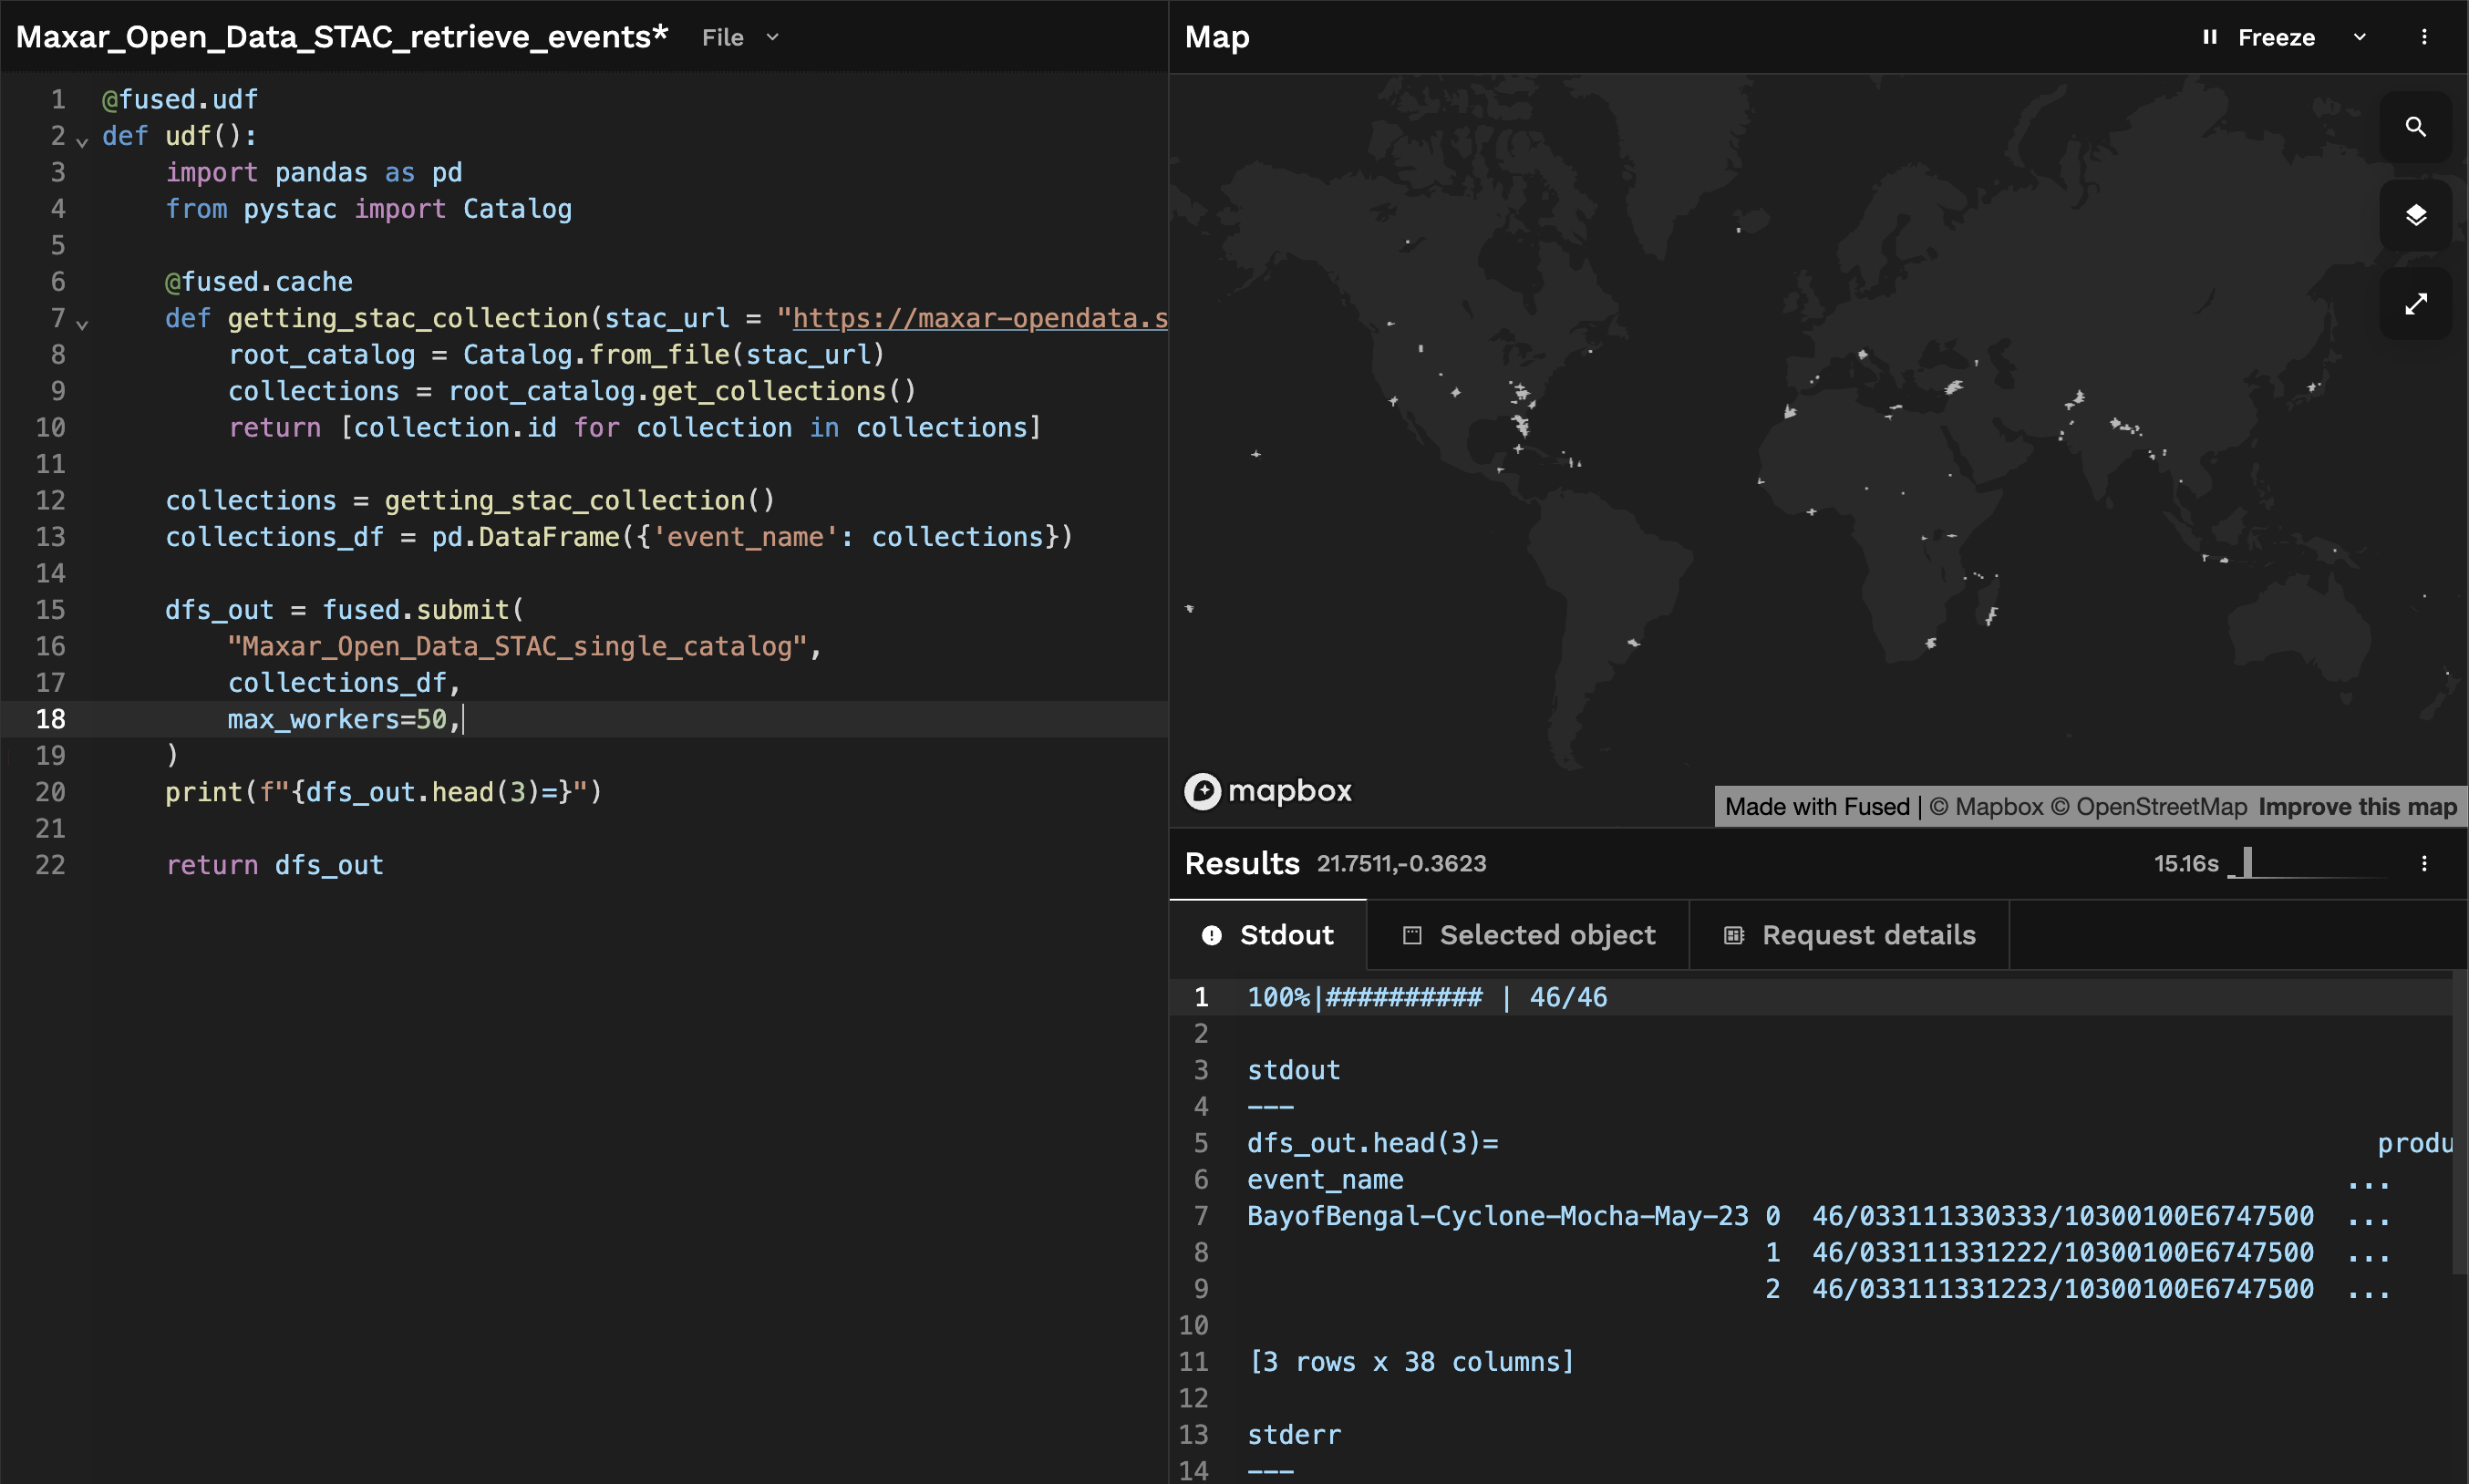 Maxar_Open_Data_STAC_retrieve_events* File
1 @fused.udf
2 def udf():
3 import pandas as pd
4 from pystac import Catalog
5
6 @fused.cache
7 def getting_stac_collection(stac_url = "https://maxar-opendata.s
8 root_catalog = Catalog.from_file(stac_url)
9 collections = root_catalog.get_collections()
10 return [collection.id for collection in collections]
11
12 collections = getting_stac_collection()
13 collections_df = pd.DataFrame({'event_name': collections})
14
15 dfs_out = fused.submit(
16 "Maxar_Open_Data_STAC_single_catalog",
17 collections_df,
18 max_workers=50,
19 )
20 print(f"{dfs_out.head(3)=}")
21
22 return dfs_out
Map Freeze
mapbox
Made with Fused | © Mapbox © OpenStreetMap Improve this map
Results 21.7511,-0.3623 15.16s
Stdout Selected object Request details
1 100%|########## | 46/46
2
3 stdout
4 ---
5 dfs_out.head(3)= produ
6 event_name ...
7 BayofBengal-Cyclone-Mocha-May-23 0 46/033111330333/10300100E6747500 ...
8 1 46/033111331222/10300100E6747500 ...
9 2 46/033111331223/10300100E6747500 ...
10
11 [3 rows x 38 columns]
12
13 stderr
14 ---